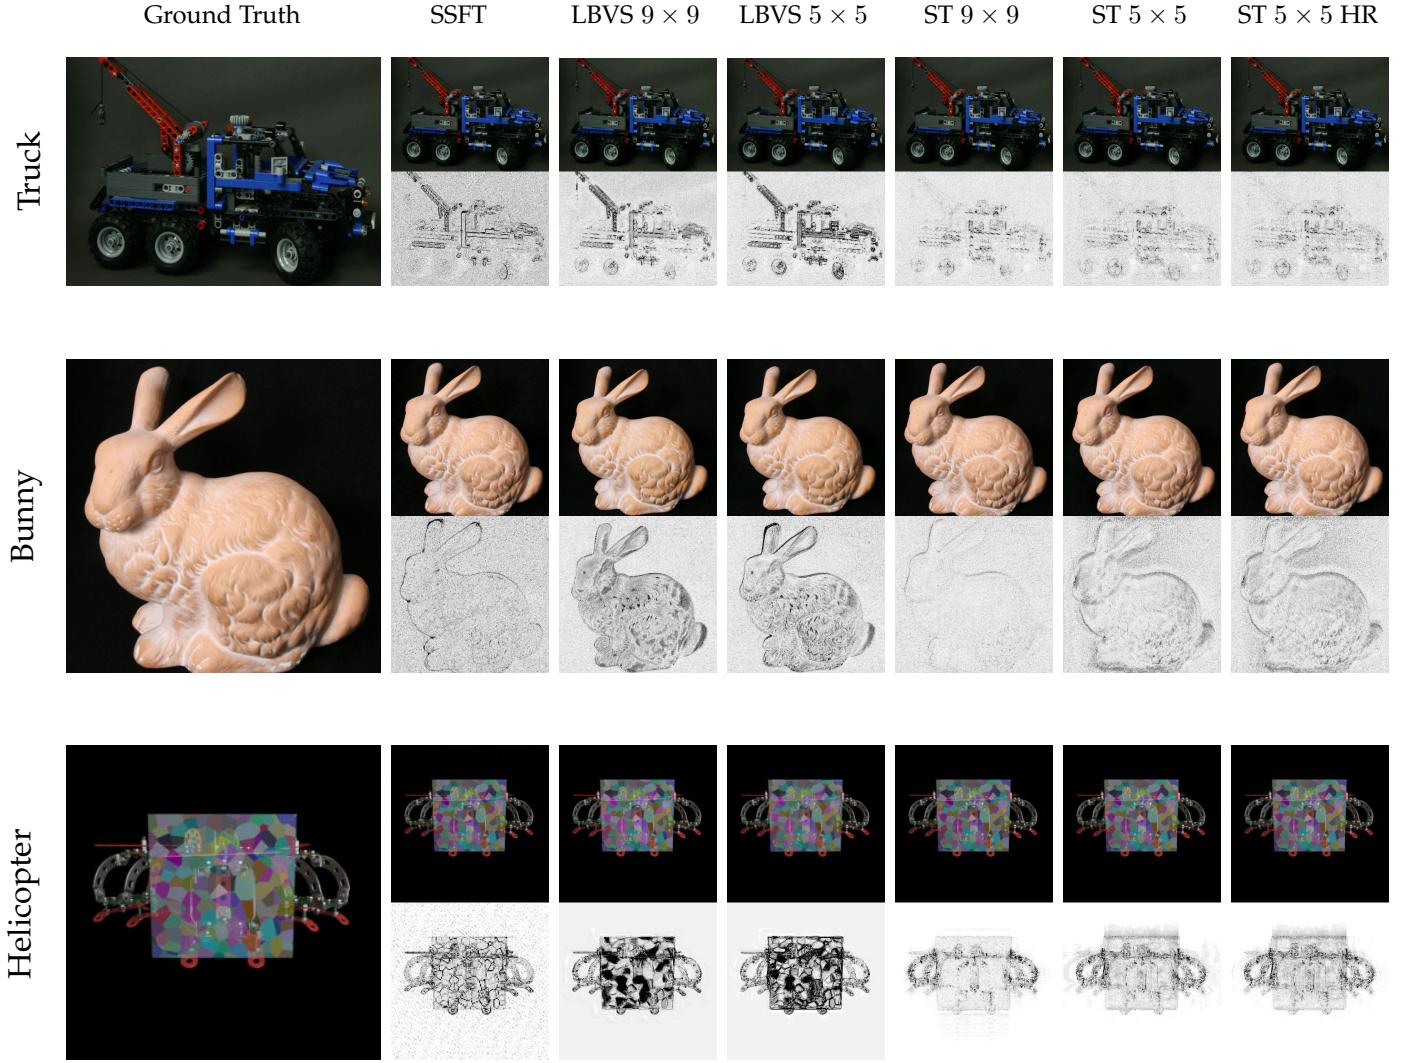 Ground Truth SSFT LBVS 9 × 9 LBVS 5 × 5 ST 9 × 9 ST 5 × 5 ST 5 × 5 HR
Truck
Bunny
Helicopter